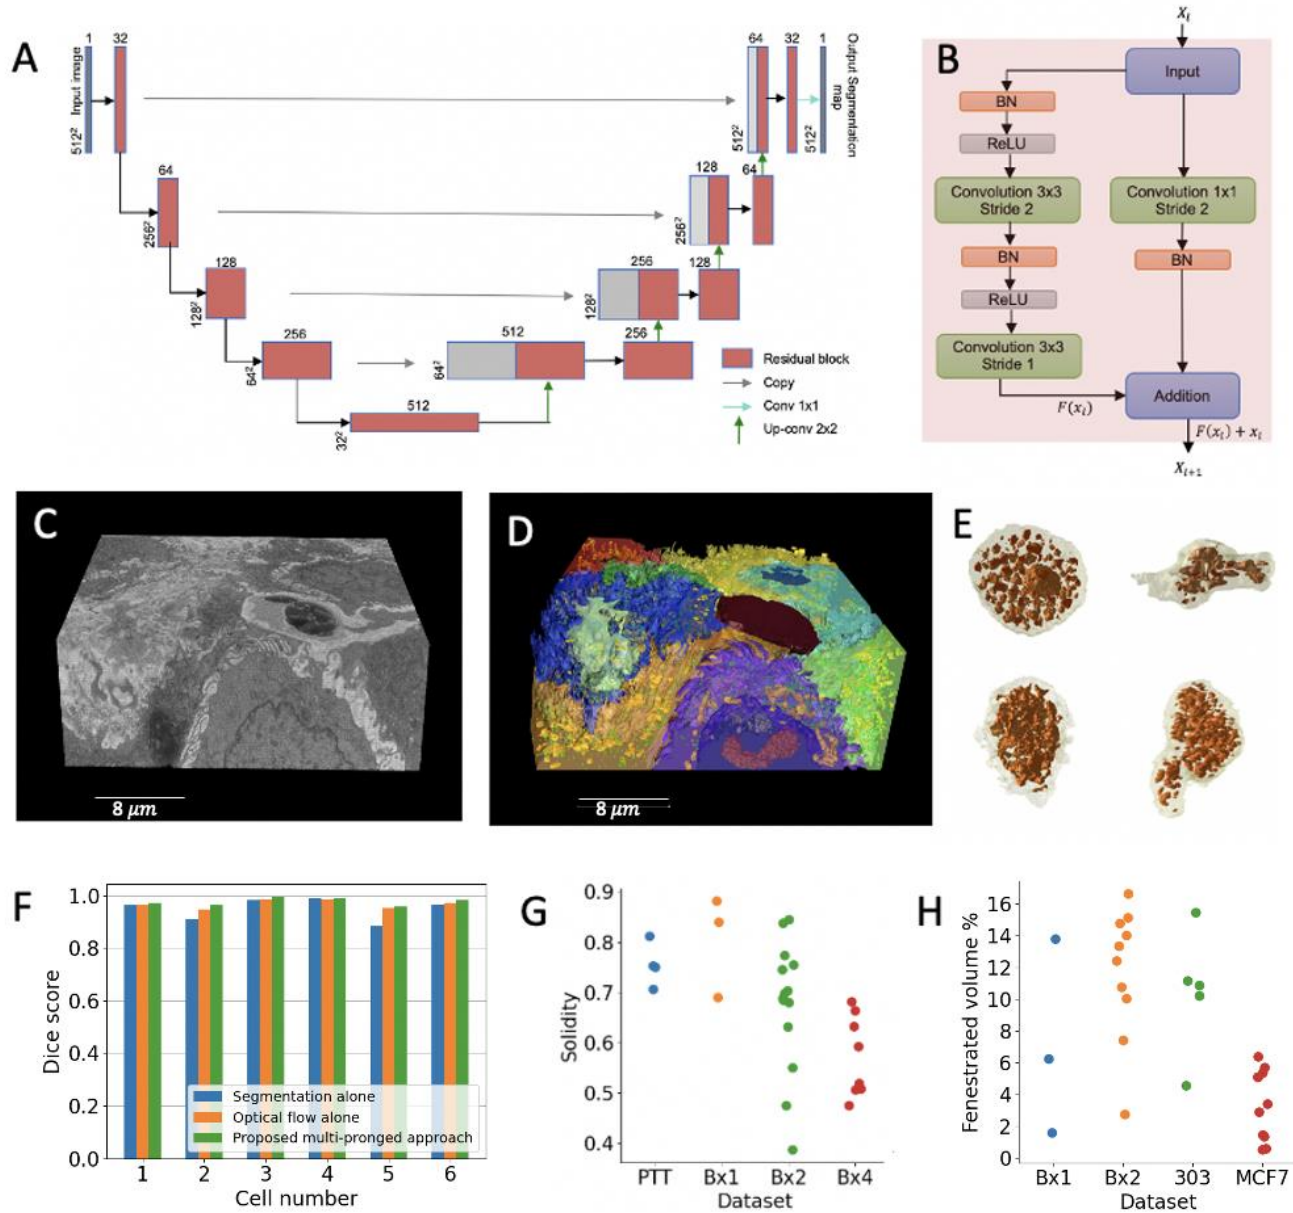 A
1
32
Input image
512²
64
256²
128
128²
256
64²
512
32²
512
64²
256
256
128²
128
128
256²
64
64
32
1
512²
512²
Output Segmentation
map
Residual block
Copy
Conv 1x1
Up-conv 2x2
B
Xₗ
Input
BN
ReLU
Convolution 3x3
Stride 2
Convolution 1x1
Stride 2
BN
BN
ReLU
Convolution 3x3
Stride 1
Addition
F(xₗ)
F(xₗ) + xₗ
Xₗ₊₁
C
8 μm
D
8 μm
E
F
Dice score
1.0
0.8
0.6
0.4
0.2
0.0
Segmentation alone
Optical flow alone
Proposed multi-pronged approach
1 2 3 4 5 6
Cell number
G
Solidity
0.9
0.8
0.7
0.6
0.5
0.4
PTT Bx1 Bx2 Bx4
Dataset
H
Fenestrated volume %
16
14
12
10
8
6
4
2
0
Bx1 Bx2 303 MCF7
Dataset